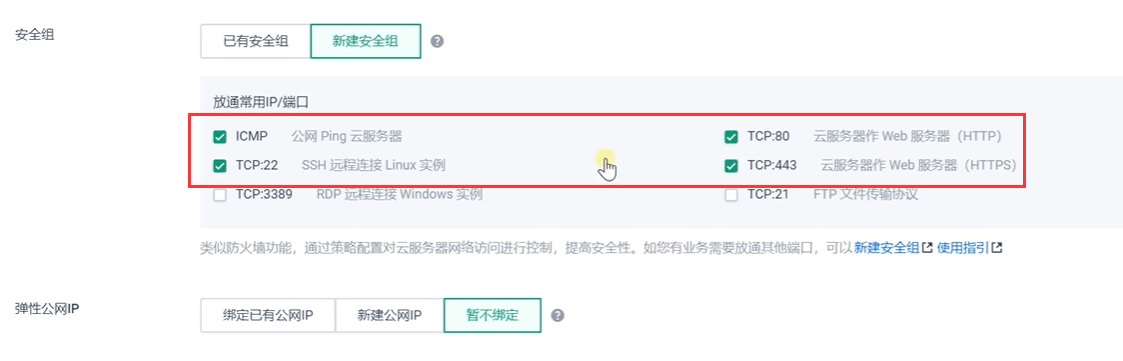 安全组 已有安全组 新建安全组 ?
放通常用IP/端口
ICMP 公网 Ping 云服务器 TCP:80 云服务器作 Web 服务器（HTTP）
TCP:22 SSH 远程连接 Linux 实例 TCP:443 云服务器作 Web 服务器（HTTPS）
TCP:3389 RDP 远程连接 Windows 实例 TCP:21 FTP 文件传输协议
类似防火墙功能，通过策略配置对云服务器网络访问进行控制，提高安全性。如您有业务需要放通其他端口，可以新建安全组 使用指引
弹性公网IP 绑定已有公网IP 新建公网IP 暂不绑定 ?